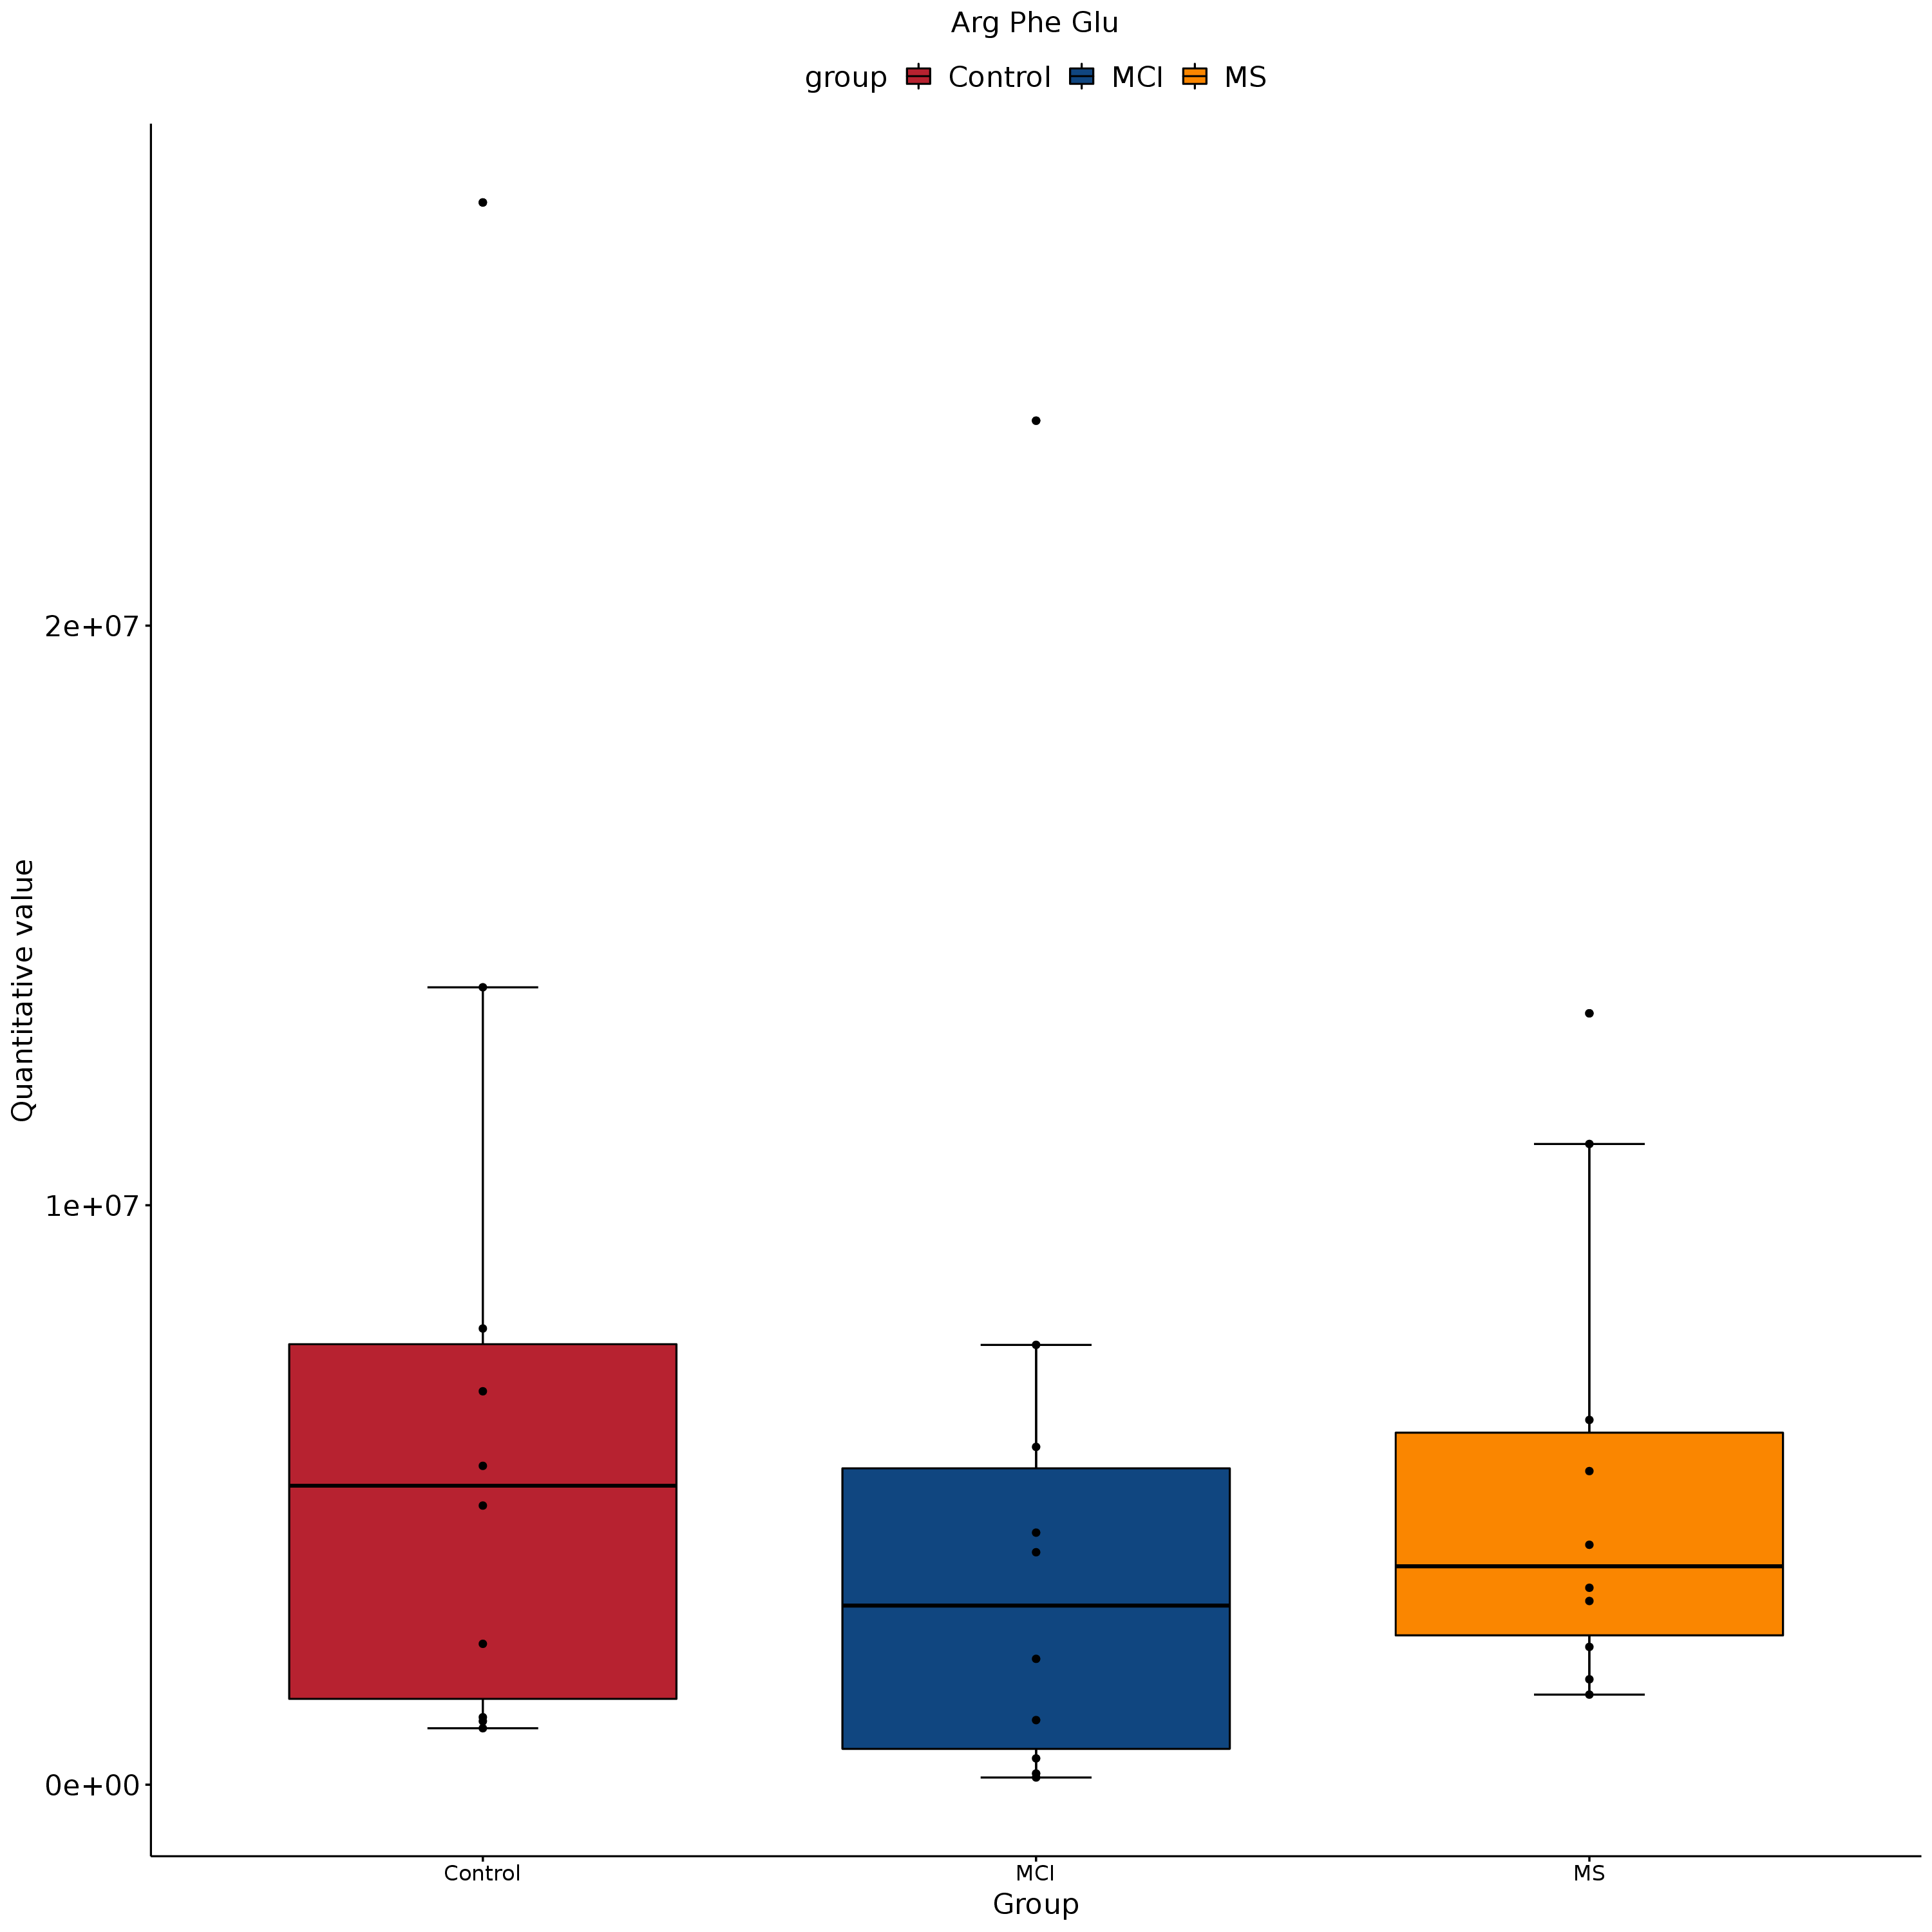 Arg Phe Glu
group Control MCI MS
Quantitative value
2e+07
1e+07
0e+00
Control MCI MS
Group